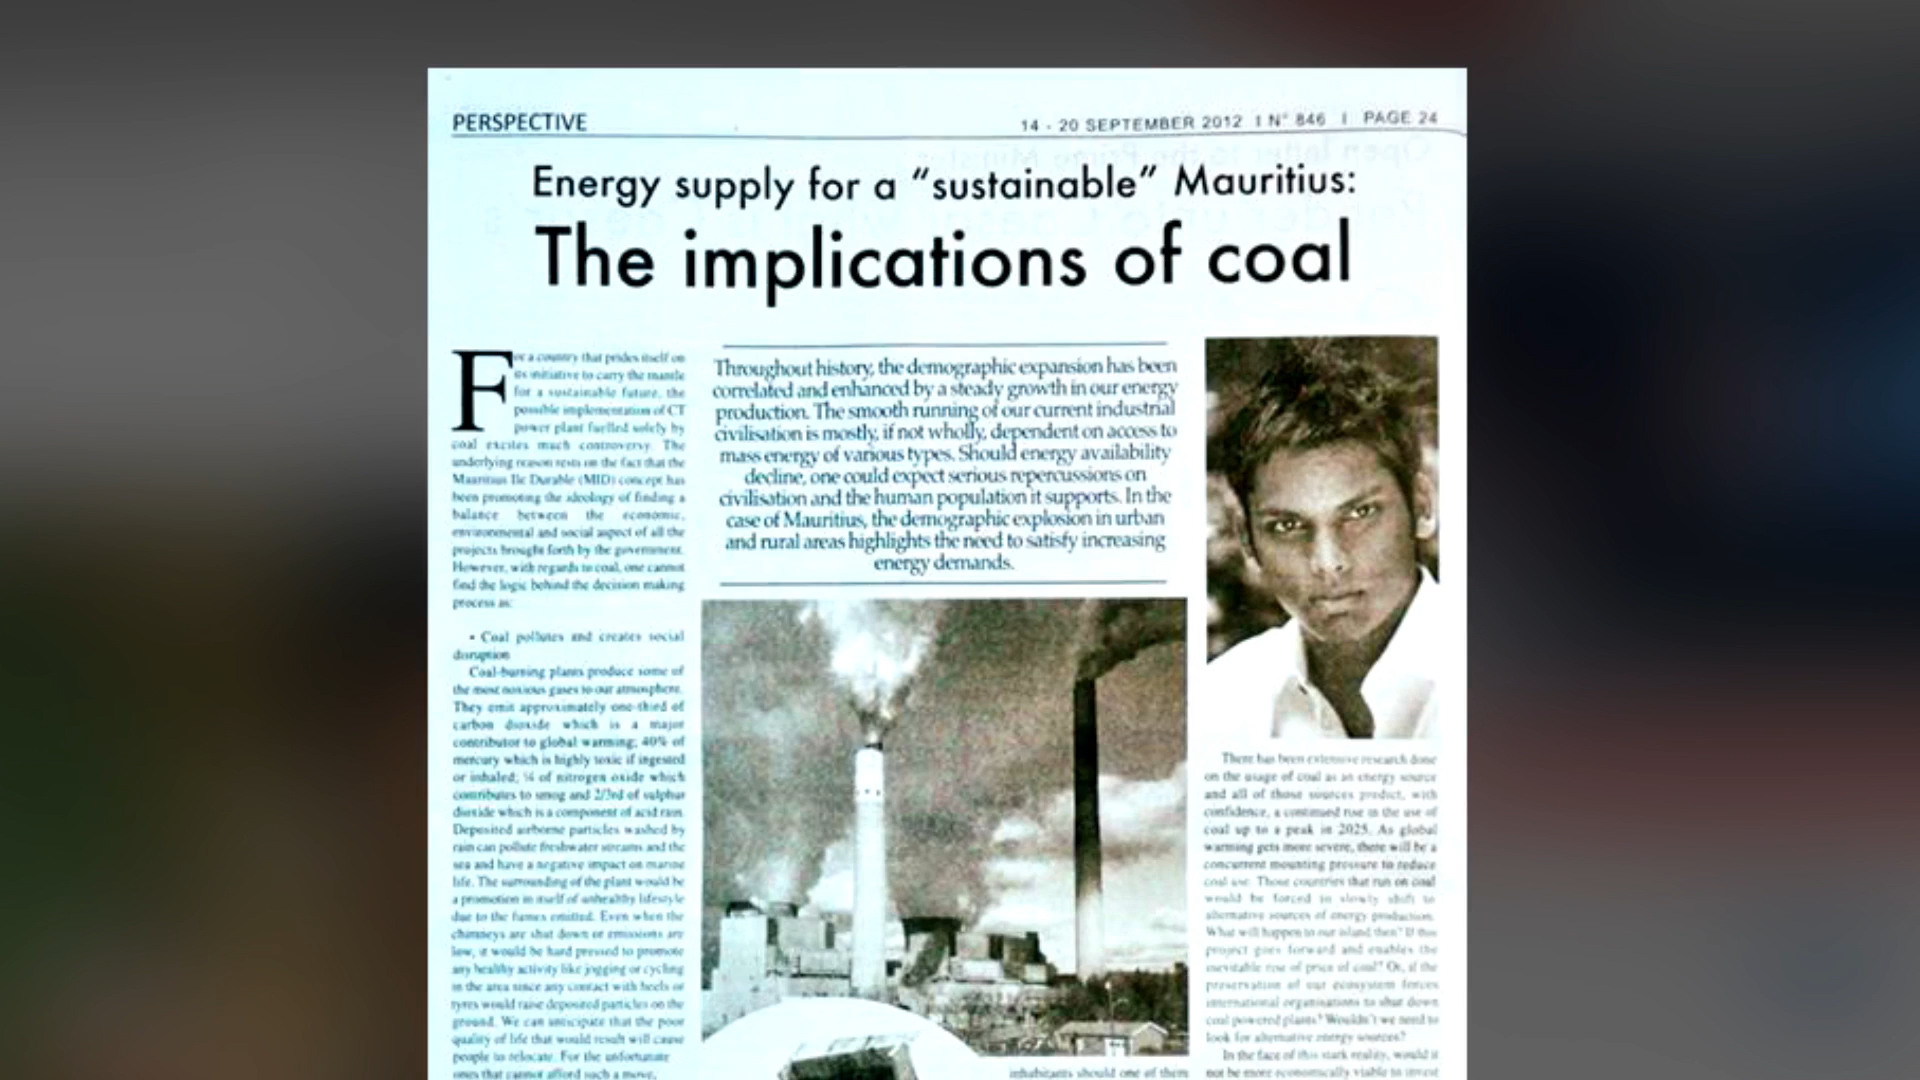 PERSPECTIVE
14 - 20 SEPTEMBER 2012 I N° 846 I PAGE 24
Energy supply for a "sustainable" Mauritius:
The implications of coal
For a country that prides itself on
its initiative to carry the mantle
for a sustainable future, the
possible implementation of CT
power plant fuelled solely by
coal excites much controversy. The
underlying reason rests on the fact that the
Mauritius Ile Durable (MID) concept has
been promoting the ideology of finding a
balance between the economic,
environmental and social aspect of all the
projects brought forth by the government.
However, with regards to coal, one cannot
find the logic behind the decision making
process as:
• Coal pollutes and creates social
disruption
Coal-burning plants produce some of
the most noxious gases to our atmosphere.
They emit approximately one-third of
carbon dioxide which is a major
contributor to global warming; 40% of
mercury which is highly toxic if ingested
or inhaled; ¼ of nitrogen oxide which
contributes to smog and 2/3rd of sulphur
dioxide which is a component of acid rain.
Deposited airborne particles washed by
rain can pollute freshwater streams and the
sea and have a negative impact on marine
life. The surrounding of the plant would be
a promotion in itself of unhealthy lifestyle
due to the fumes emitted. Even when the
chimneys are shut down or emissions are
low, it would be hard pressed to promote
any healthy activity like jogging or cycling
in the area since any contact with heels or
tyres would raise deposited particles on the
ground. We can anticipate that the poor
quality of life that would result will cause
people to relocate. For the unfortunate
ones that cannot afford such a move,
Throughout history, the demographic expansion has been
correlated and enhanced by a steady growth in our energy
production. The smooth running of our current industrial
civilisation is mostly, if not wholly, dependent on access to
mass energy of various types. Should energy availability
decline, one could expect serious repercussions on
civilisation and the human population it supports. In the
case of Mauritius, the demographic explosion in urban
and rural areas highlights the need to satisfy increasing
energy demands.
inhabitants should one of them
There has been extensive research done
on the usage of coal as an energy source
and all of those sources predict, with
confidence, a continued rise in the use of
coal up to a peak in 2025. As global
warming gets more severe, there will be a
concurrent mounting pressure to reduce
coal use. Those countries that run on coal
would be forced to slowly shift to
alternative sources of energy production.
What will happen to our island then? If this
project goes forward and enables the
inevitable rise of price of coal? Or, if the
preservation of our ecosystem forces
international organisations to shut down
coal powered plants? Wouldn't we need to
look for alternative energy sources?
In the face of this stark reality, would it
not be more economically viable to invest